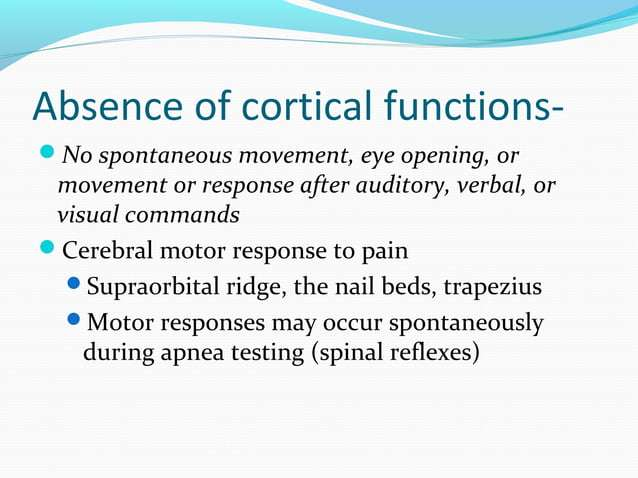 Absence of cortical functions-
No spontaneous movement, eye opening, or
movement or response after auditory, verbal, or
visual commands
Cerebral motor response to pain
Supraorbital ridge, the nail beds, trapezius
Motor responses may occur spontaneously
during apnea testing (spinal reflexes)